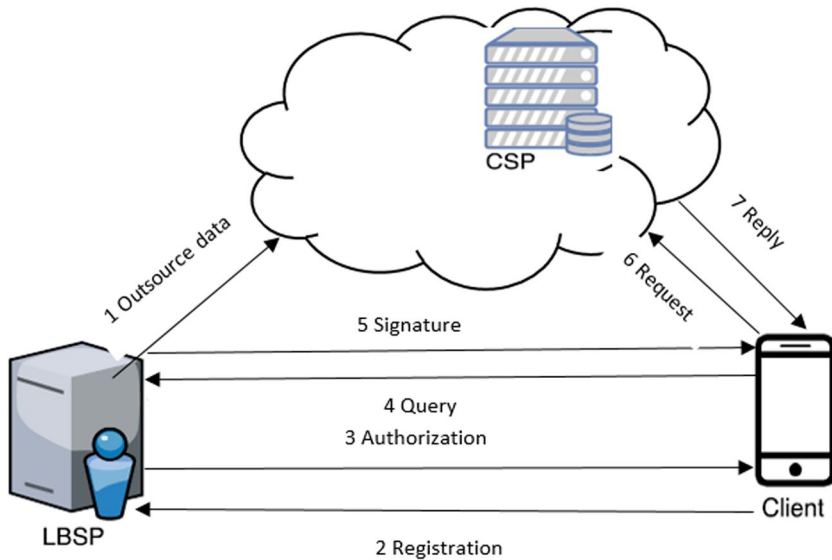 CSP
1 Outsource data
7 Reply
6 Request
5 Signature
4 Query
3 Authorization
LBSP
Client
2 Registration